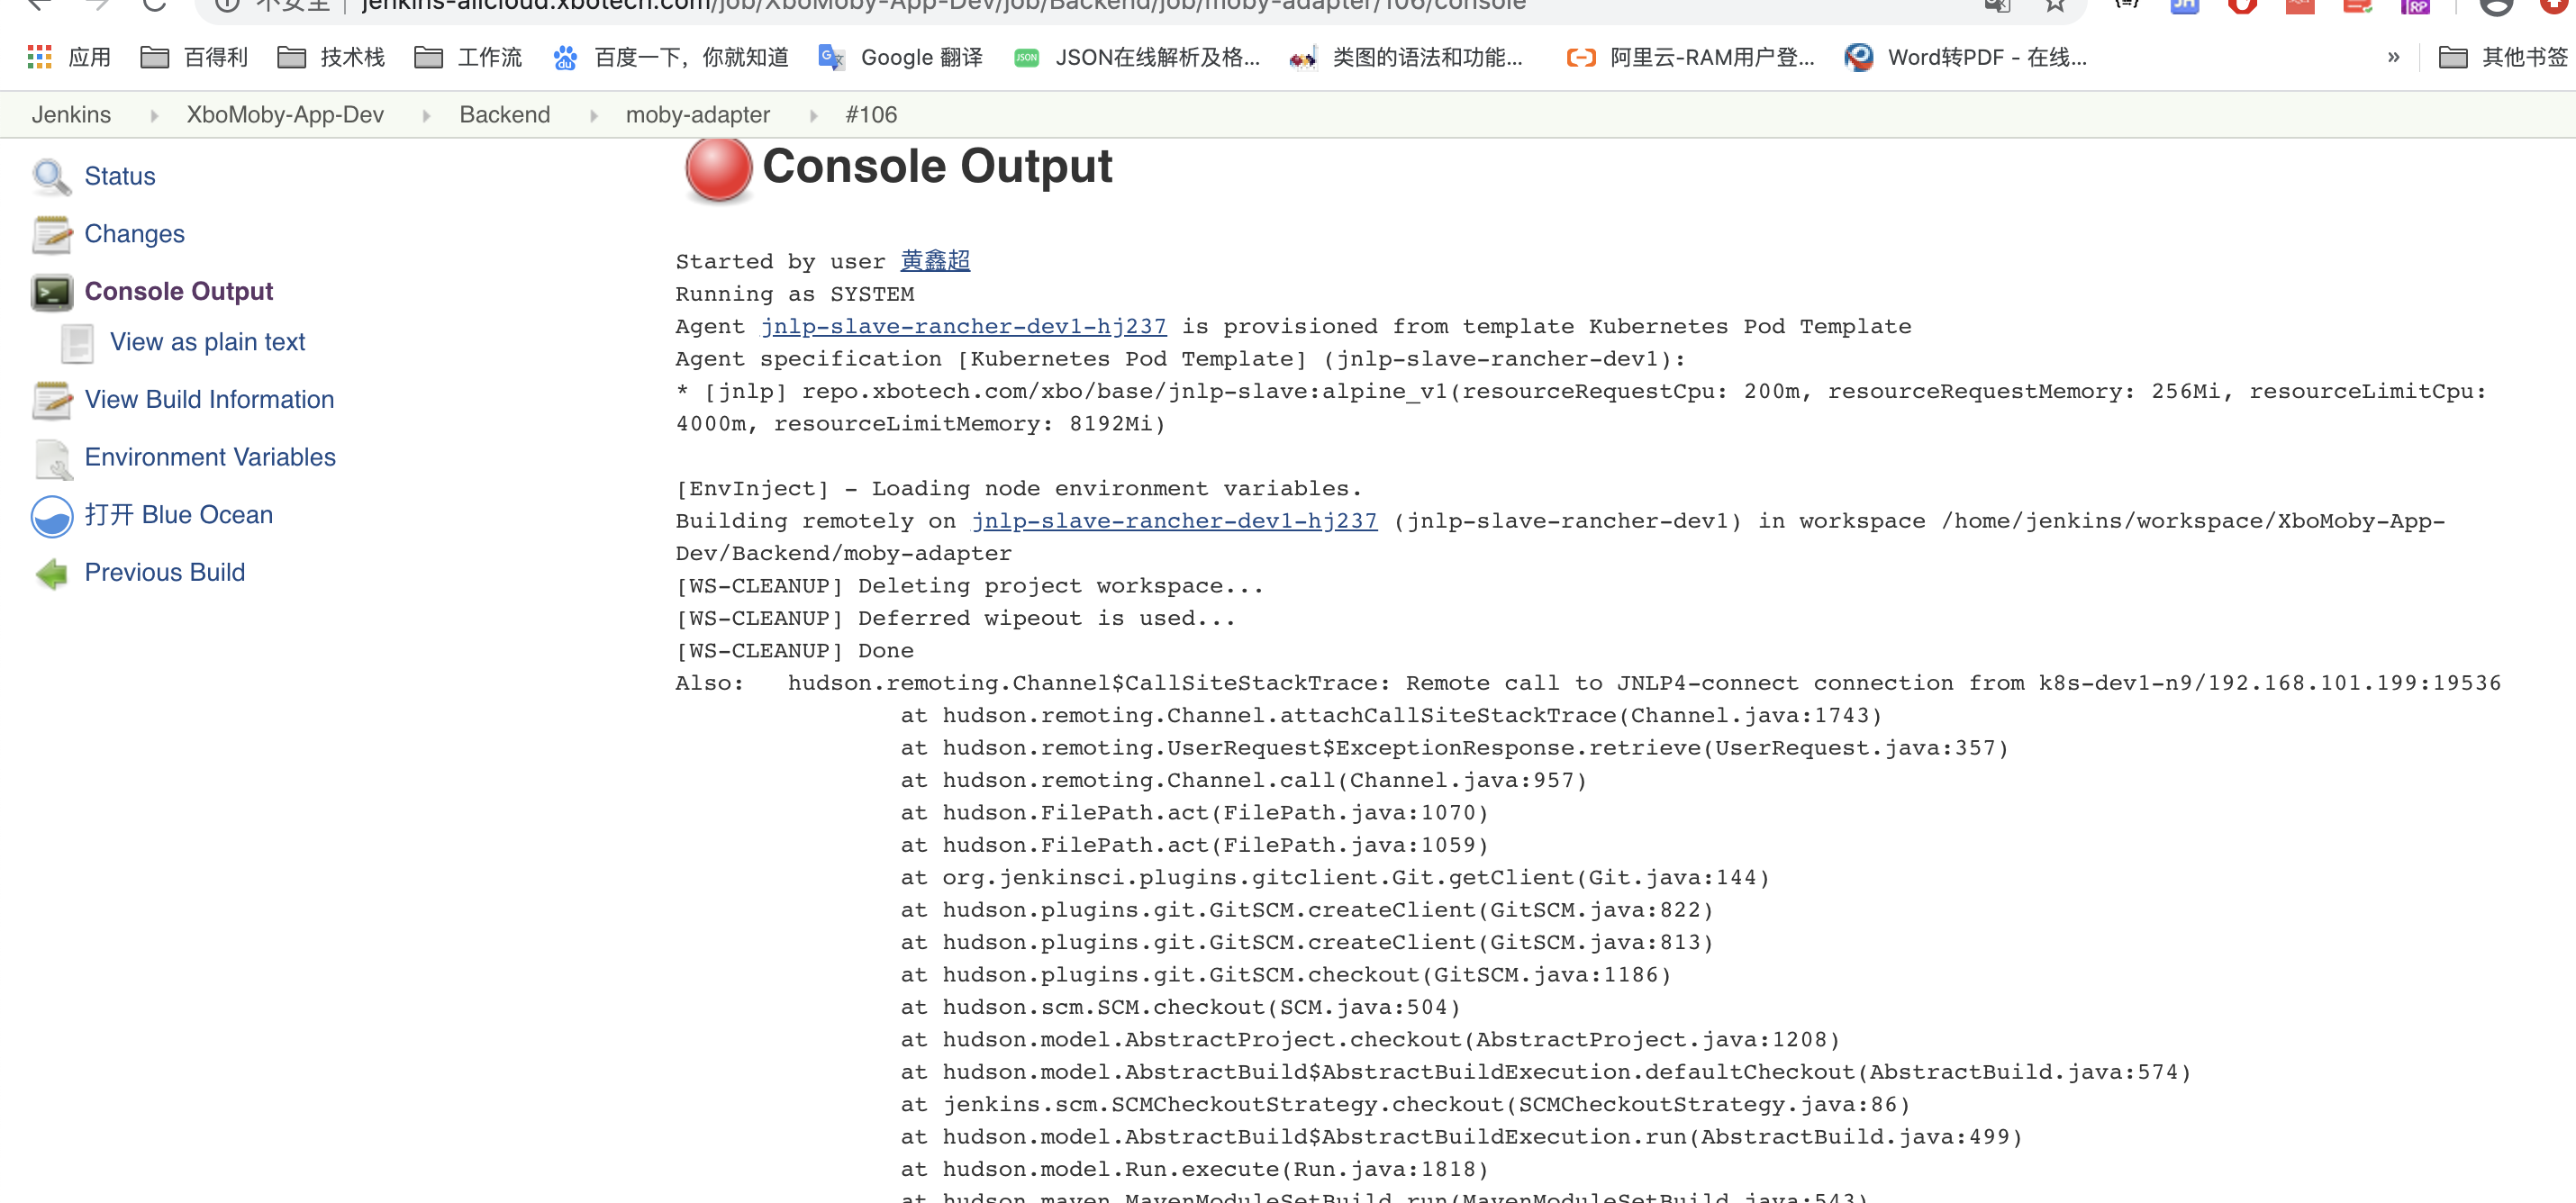 不安全 | jenkins-alicloud.xbotech.com/job/XboMoby-App-Dev/job/Backend/job/moby-adapter/106/console
应用 百得利 技术栈 工作流 百度一下，你就知道 Google 翻译 JSON在线解析及格... 类图的语法和功能... 阿里云-RAM用户登... Word转PDF - 在线... » 其他书签
Jenkins XboMoby-App-Dev Backend moby-adapter #106
Status
Changes
Console Output
View as plain text
View Build Information
Environment Variables
打开 Blue Ocean
Previous Build
Console Output
Started by user 黄鑫超
Running as SYSTEM
Agent jnlp-slave-rancher-dev1-hj237 is provisioned from template Kubernetes Pod Template
Agent specification [Kubernetes Pod Template] (jnlp-slave-rancher-dev1):
* [jnlp] repo.xbotech.com/xbo/base/jnlp-slave:alpine_v1(resourceRequestCpu: 200m, resourceRequestMemory: 256Mi, resourceLimitCpu:
4000m, resourceLimitMemory: 8192Mi)
[EnvInject] - Loading node environment variables.
Building remotely on jnlp-slave-rancher-dev1-hj237 (jnlp-slave-rancher-dev1) in workspace /home/jenkins/workspace/XboMoby-App-
Dev/Backend/moby-adapter
[WS-CLEANUP] Deleting project workspace...
[WS-CLEANUP] Deferred wipeout is used...
[WS-CLEANUP] Done
Also:   hudson.remoting.Channel$CallSiteStackTrace: Remote call to JNLP4-connect connection from k8s-dev1-n9/192.168.101.199:19536
at hudson.remoting.Channel.attachCallSiteStackTrace(Channel.java:1743)
at hudson.remoting.UserRequest$ExceptionResponse.retrieve(UserRequest.java:357)
at hudson.remoting.Channel.call(Channel.java:957)
at hudson.FilePath.act(FilePath.java:1070)
at hudson.FilePath.act(FilePath.java:1059)
at org.jenkinsci.plugins.gitclient.Git.getClient(Git.java:144)
at hudson.plugins.git.GitSCM.createClient(GitSCM.java:822)
at hudson.plugins.git.GitSCM.createClient(GitSCM.java:813)
at hudson.plugins.git.GitSCM.checkout(GitSCM.java:1186)
at hudson.scm.SCM.checkout(SCM.java:504)
at hudson.model.AbstractProject.checkout(AbstractProject.java:1208)
at hudson.model.AbstractBuild$AbstractBuildExecution.defaultCheckout(AbstractBuild.java:574)
at jenkins.scm.SCMCheckoutStrategy.checkout(SCMCheckoutStrategy.java:86)
at hudson.model.AbstractBuild$AbstractBuildExecution.run(AbstractBuild.java:499)
at hudson.model.Run.execute(Run.java:1818)
at hudson.maven.MavenModuleSetBuild.run(MavenModuleSetBuild.java:543)